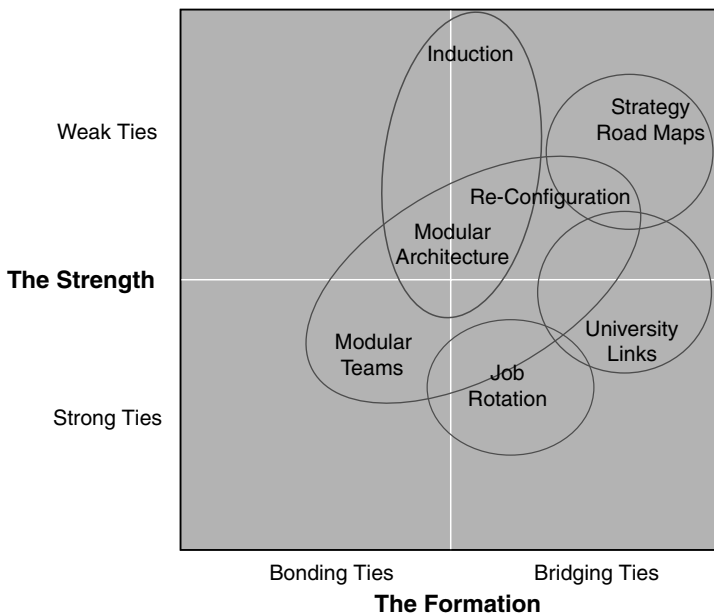 Induction
Strategy
Road Maps
Weak Ties
Re-Configuration
Modular
Architecture
The Strength
University
Links
Modular
Teams
Job
Rotation
Strong Ties
Bonding Ties
Bridging Ties
The Formation